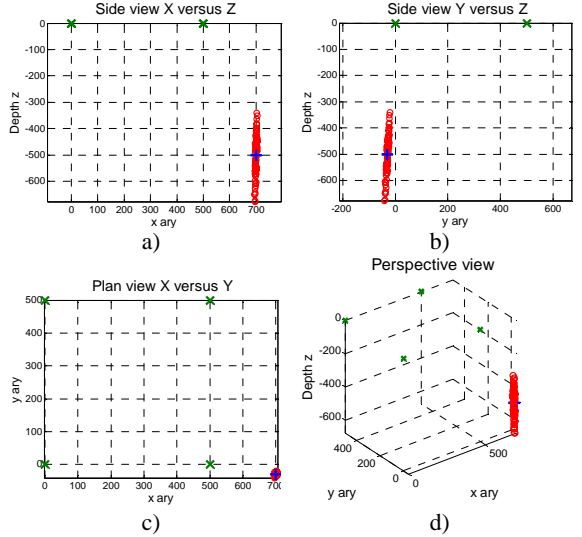 Side view X versus Z
0
-100
-200
-300
-400
-500
-600
Depth z
0 100 200 300 400 500 600 700
x ary
a)
Side view Y versus Z
0
-100
-200
-300
-400
-500
-600
Depth z
-200 0 200 400 600
y ary
b)
Plan view X versus Y
500
400
300
200
100
0
y ary
0 100 200 300 400 500 600 700
x ary
c)
Perspective view
0
-200
-400
-600
Depth z
400
200
0
y ary
0
500
x ary
d)